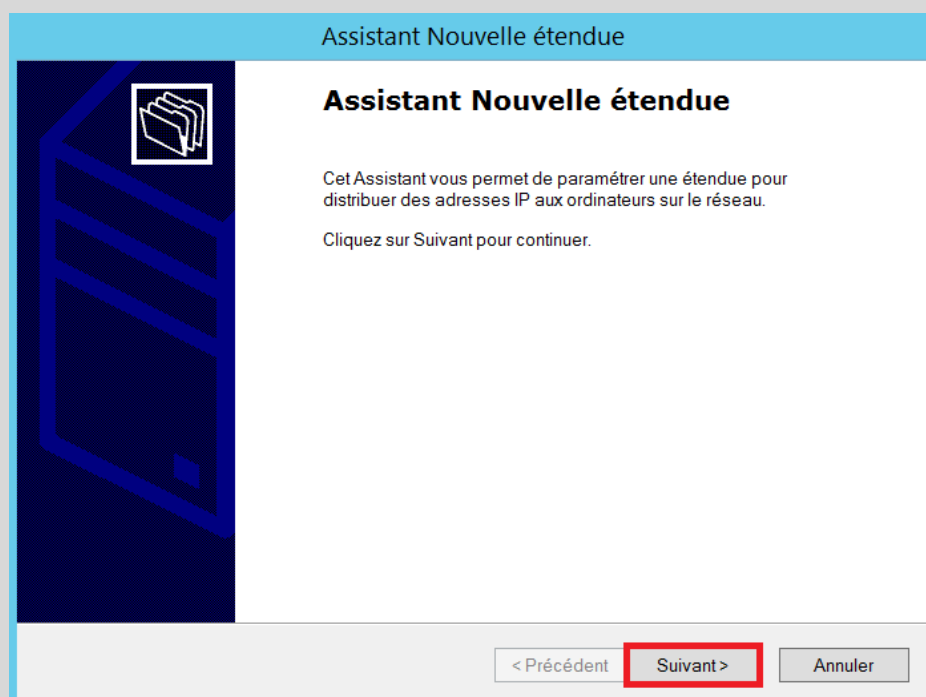 Assistant Nouvelle étendue
Assistant Nouvelle étendue
Cet Assistant vous permet de paramétrer une étendue pour
distribuer des adresses IP aux ordinateurs sur le réseau.
Cliquez sur Suivant pour continuer.
< Précédent Suivant > Annuler